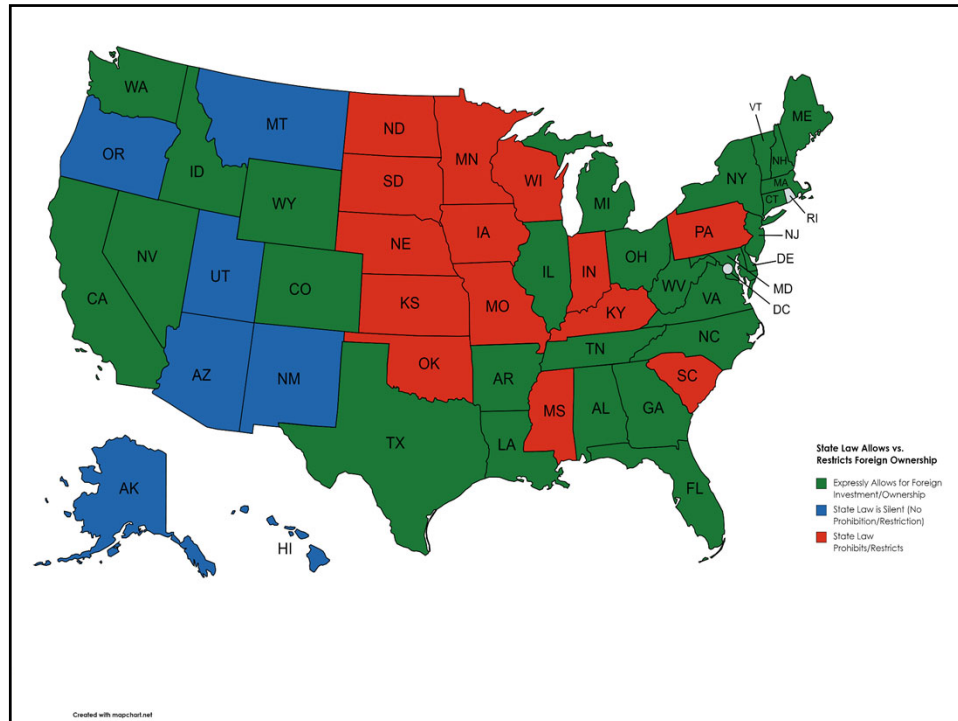 WA
MT
ND
MN
VT
ME
OR
ID
SD
WI
NY
NH
MA
CT
WY
MI
RI
NE
IA
PA
NJ
NV
UT
CO
IL
IN
OH
DE
MD
DC
CA
KS
MO
WV
VA
KY
NC
AZ
NM
OK
AR
TN
SC
MS
AL
GA
TX
LA
FL
AK
HI
State Law Allows vs.
Restricts Foreign Ownership
Expressly Allows for Foreign
Investment/Ownership
State Law is Silent (No
Prohibition/Restriction)
State Law
Prohibits/Restricts
Created with mapchart.net